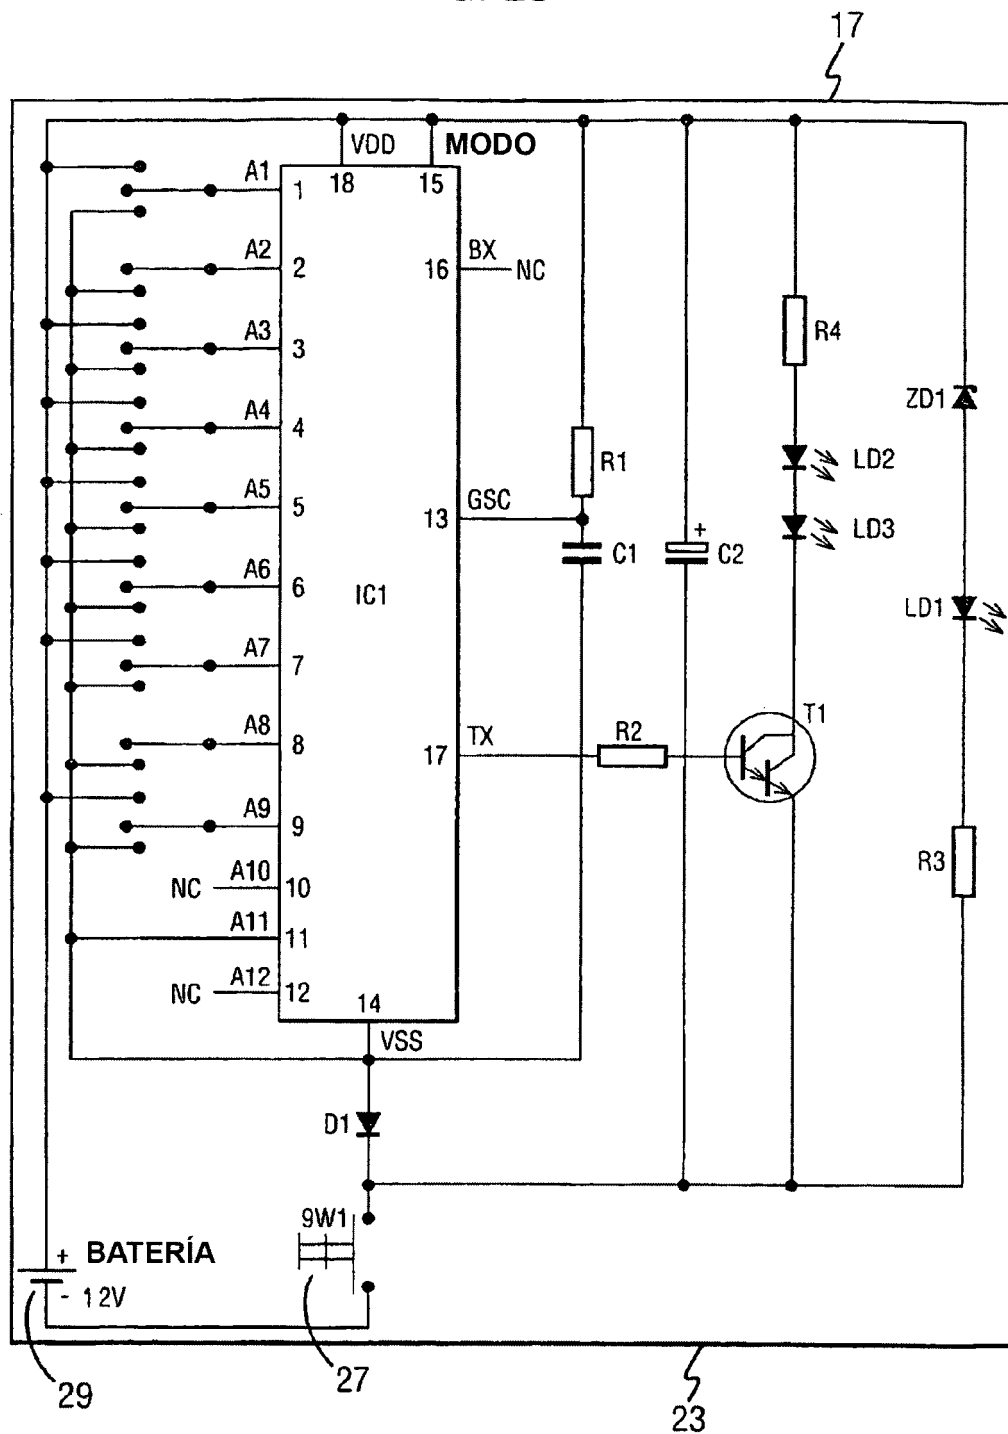 17
VDD
MODO
A1
1
18
15
A2
2
16
BX
NC
A3
3
R4
A4
4
ZD1
R1
LD2
A5
5
13
GSC
LD3
C1
+
C2
A6
6
IC1
LD1
A7
7
T1
A8
8
17
TX
R2
A9
9
R3
NC
A10
10
A11
11
NC
A12
12
14
VSS
D1
9W1
+
BATERÍA
- 12V
29
27
23